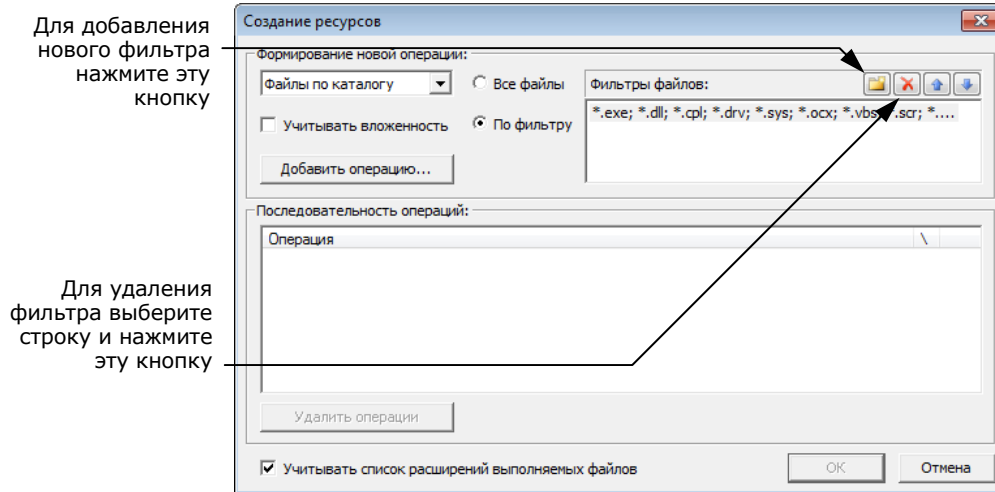 Для добавления
нового фильтра
нажмите эту
кнопку
Создание ресурсов
Формирование новой операции:
Файлы по каталогу
Все файлы
Фильтры файлов:
Учитывать вложенность
По фильтру
*.exe; *.dll; *.cpl; *.drv; *.sys; *.ocx; *.vbs; *.scr; *....
Добавить операцию...
Последовательность операций:
Операция \
Для удаления
фильтра выберите
строку и нажмите
эту кнопку
Удалить операции
Учитывать список расширений выполняемых файлов
ОК
Отмена